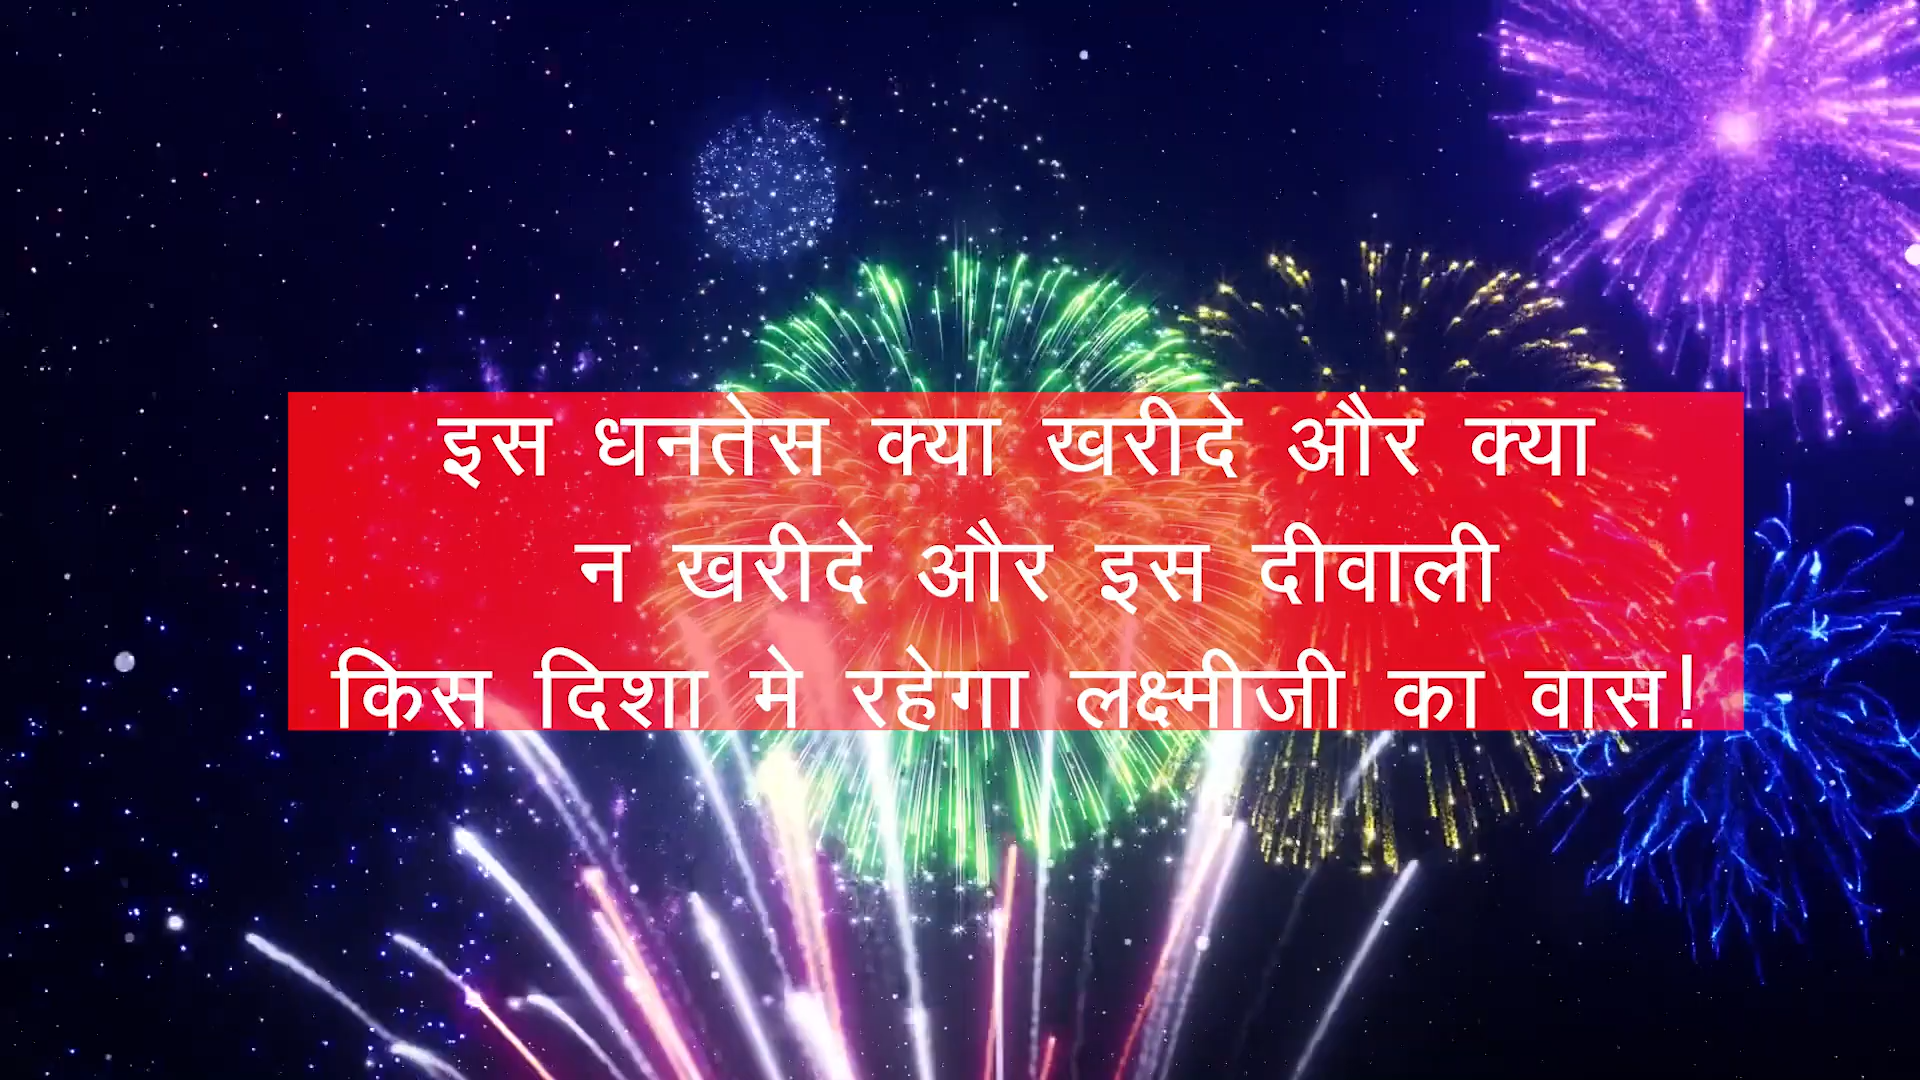 इस धनतेस क्या खरीदे और क्या
न खरीदे और इस दीवाली
किस दिशा मे रहेगा लक्ष्मीजी का वास!